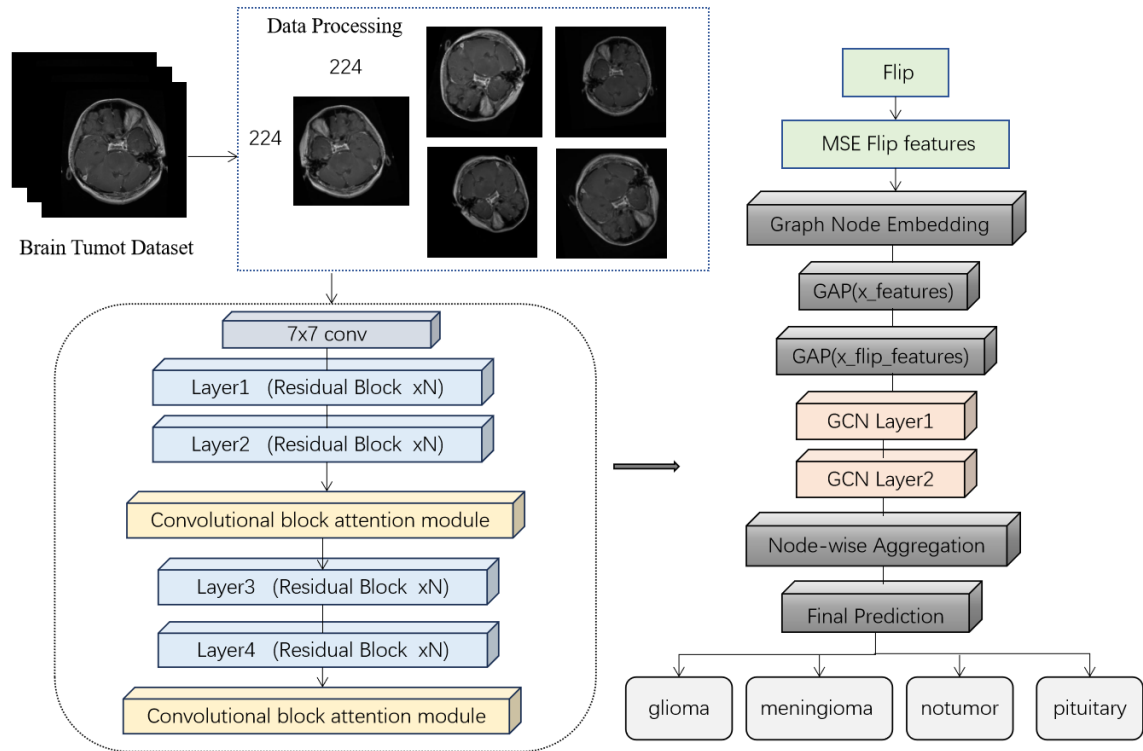 Data Processing
224
224
Brain Tumot Dataset
7x7 conv
Layer1 (Residual Block xN)
Layer2 (Residual Block xN)
Convolutional block attention module
Layer3 (Residual Block xN)
Layer4 (Residual Block xN)
Convolutional block attention module
Flip
MSE Flip features
Graph Node Embedding
GAP(x_features)
GAP(x_flip_features)
GCN Layer1
GCN Layer2
Node-wise Aggregation
Final Prediction
glioma
meningioma
notumor
pituitary